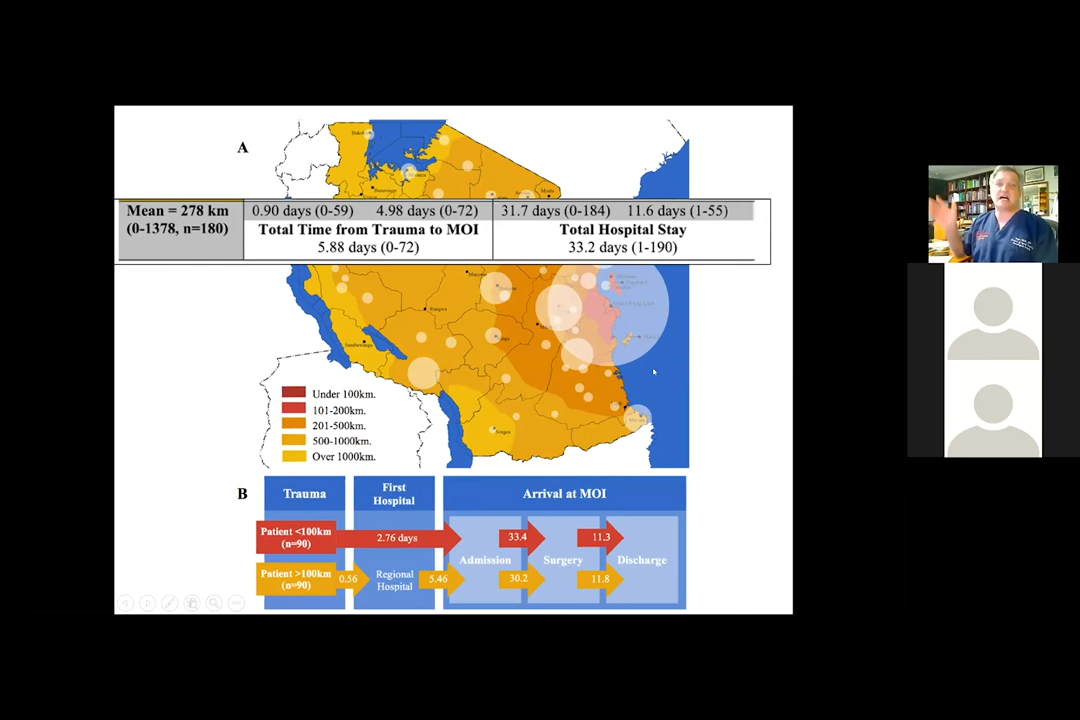 A
Mean = 278 km
(0-1378, n=180)
0.90 days (0-59) 4.98 days (0-72)
Total Time from Trauma to MOI
5.88 days (0-72)
31.7 days (0-184) 11.6 days (1-55)
Total Hospital Stay
33.2 days (1-190)
Under 100km.
101-200km.
201-500km.
500-1000km.
Over 1000km.
B
Trauma
First
Hospital
Arrival at MOI
Patient <100km
(n=90)
2.76 days
33.4
11.3
Admission
Surgery
Discharge
Patient >100km
(n=90)
0.56
Regional
Hospital
5.46
30.2
11.8